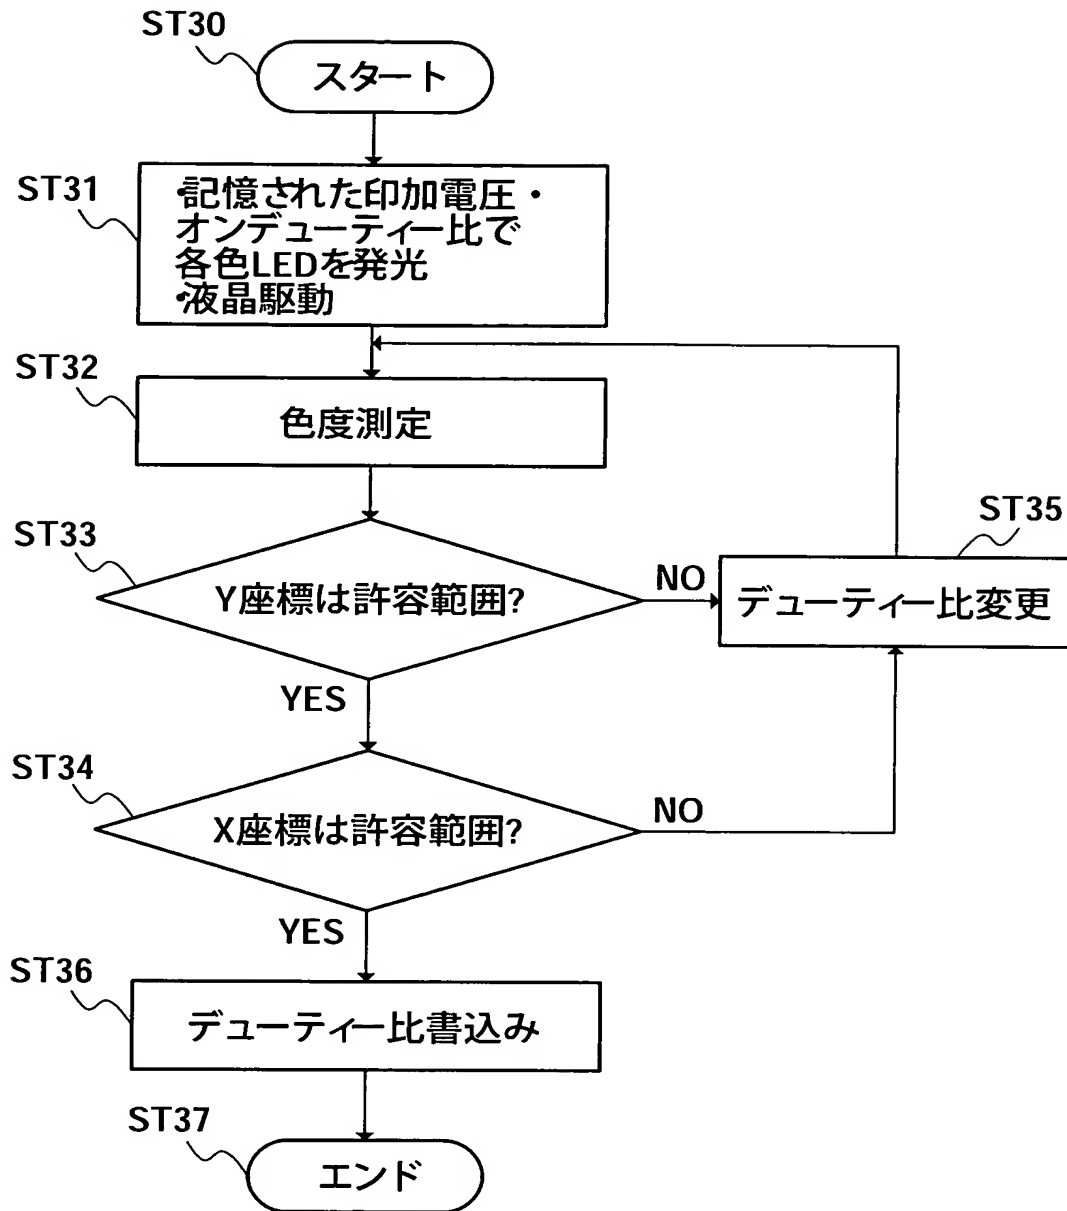 ST30
スタート
ST31
・記憶された印加電圧・
オンデューティー比で
各色LEDを発光
・液晶駆動
ST32
色度測定
ST33
Y座標は許容範囲?
NO
ST35
デューティー比変更
YES
ST34
X座標は許容範囲?
NO
YES
ST36
デューティー比書込み
ST37
エンド